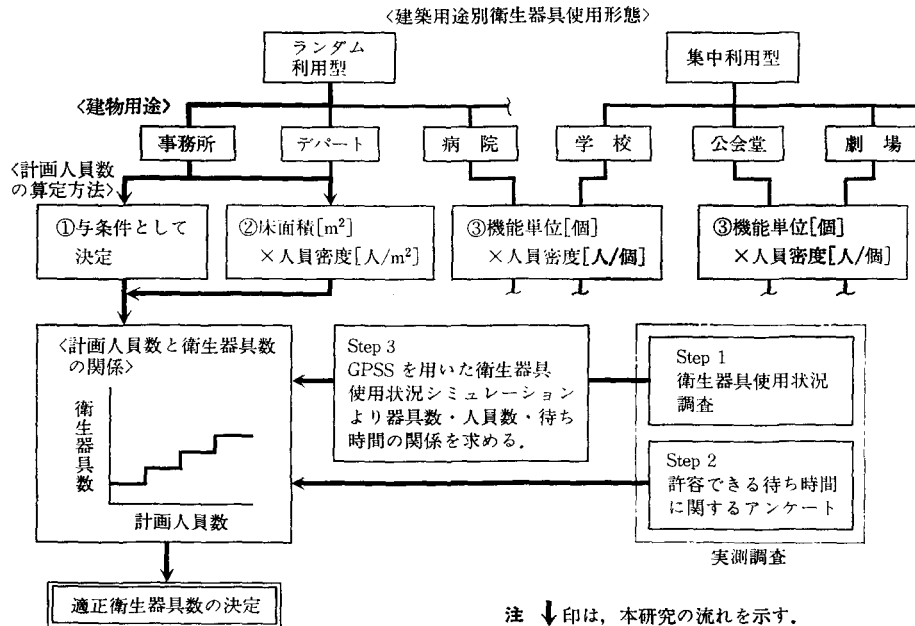 <建築用途別衛生器具使用形態>
ランダム
利用型
集中利用型
<建物用途>
事務所
デパート
病院
学校
公会堂
劇場
<計画人員数
の算定方法>
①与条件として
決定
②床面積[m²]
×人員密度[人/m²]
③機能単位[個]
×人員密度[人/個]
③機能単位[個]
×人員密度[人/個]
<計画人員数と衛生器具数
の関係>
衛生器具数
計画人員数
Step 3
GPSSを用いた衛生器具
使用状況シミュレーション
より器具数・人員数・待ち
時間の関係を求める.
Step 1
衛生器具使用状況
調査
Step 2
許容できる待ち時間
に関するアンケート
実測調査
適正衛生器具数の決定
注 ↓印は，本研究の流れを示す．